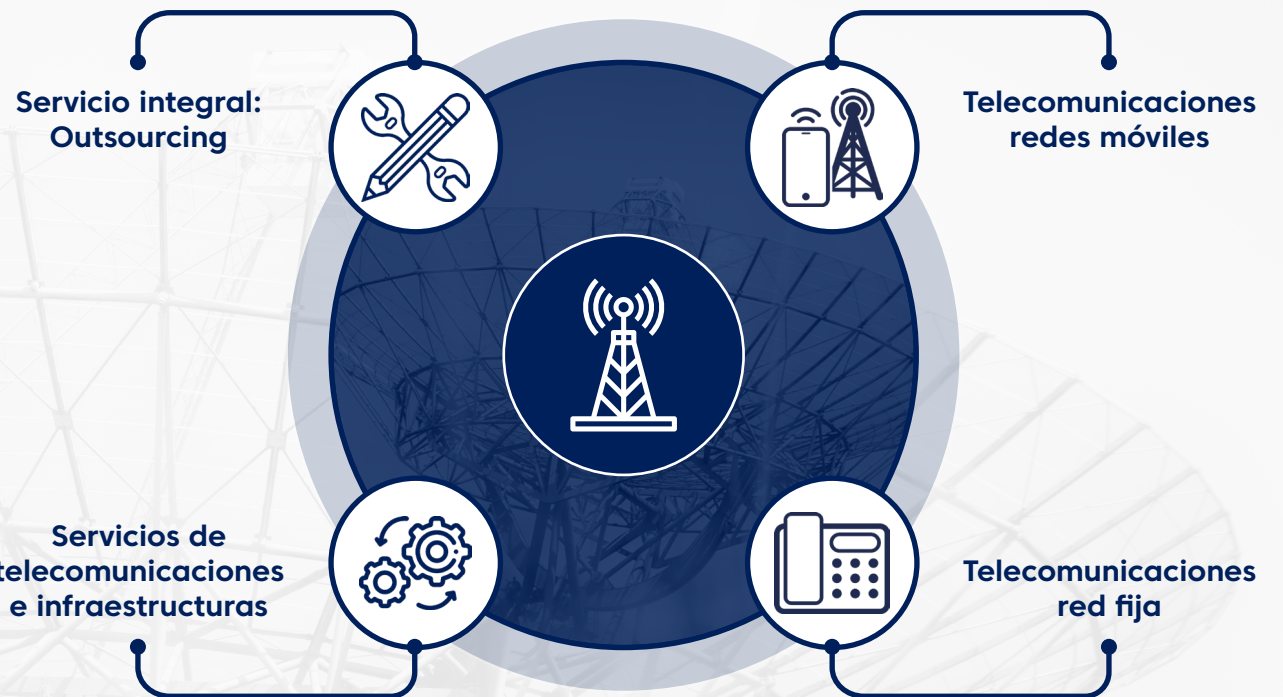 Servicio integral:
Outsourcing
Telecomunicaciones
redes móviles
Servicios de
telecomunicaciones
e infraestructuras
Telecomunicaciones
red fija